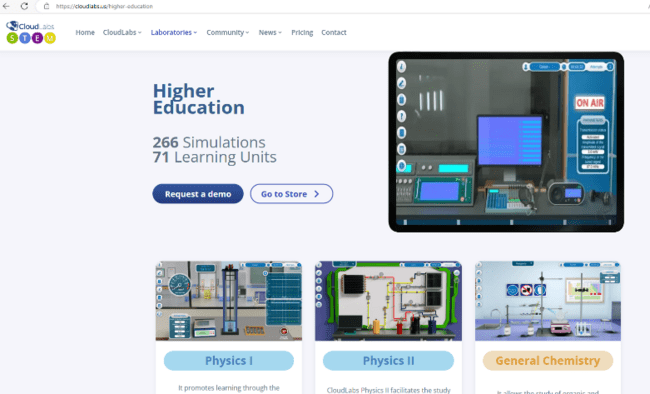 https://cloudlabs.us/higher-education
CloudLabs
S T E M
Home CloudLabs Laboratories Community News Pricing Contact
Higher
Education
266 Simulations
71 Learning Units
Request a demo Go to Store
ON AIR
Physics I Physics II General Chemistry
It promotes learning through the
CloudLabs Physics II facilitates the study
It allows the study of organic and